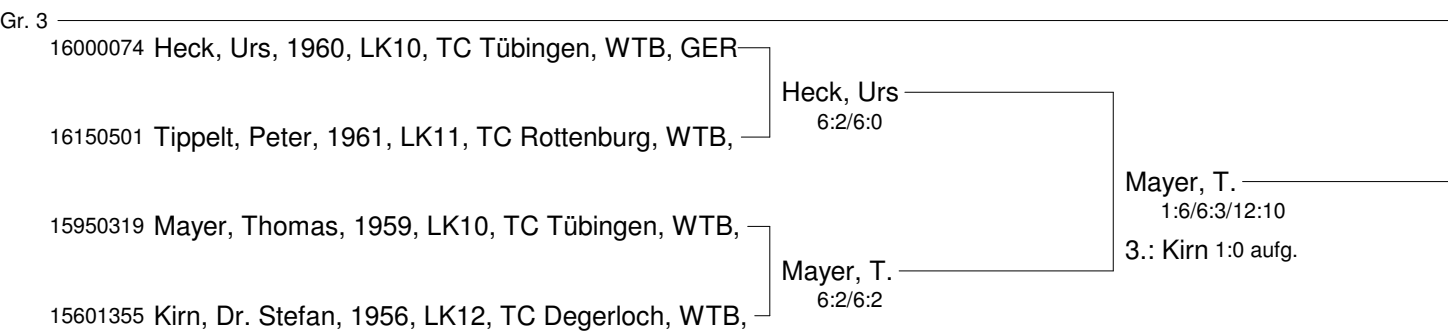 Gr. 3
16000074 Heck, Urs, 1960, LK10, TC Tübingen, WTB, GER
Heck, Urs
6:2/6:0
16150501 Tippelt, Peter, 1961, LK11, TC Rottenburg, WTB,
Mayer, T.
1:6/6:3/12:10
15950319 Mayer, Thomas, 1959, LK10, TC Tübingen, WTB,
3.: Kirn 1:0 aufg.
Mayer, T.
6:2/6:2
15601355 Kirn, Dr. Stefan, 1956, LK12, TC Degerloch, WTB,